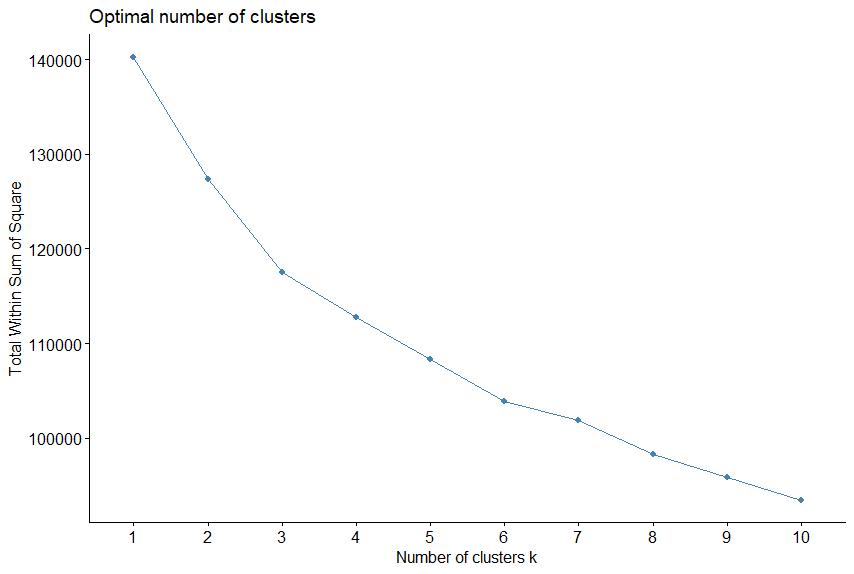 Optimal number of clusters
140000
130000
120000
110000
100000
Total Within Sum of Square
1 2 3 4 5 6 7 8 9 10
Number of clusters k